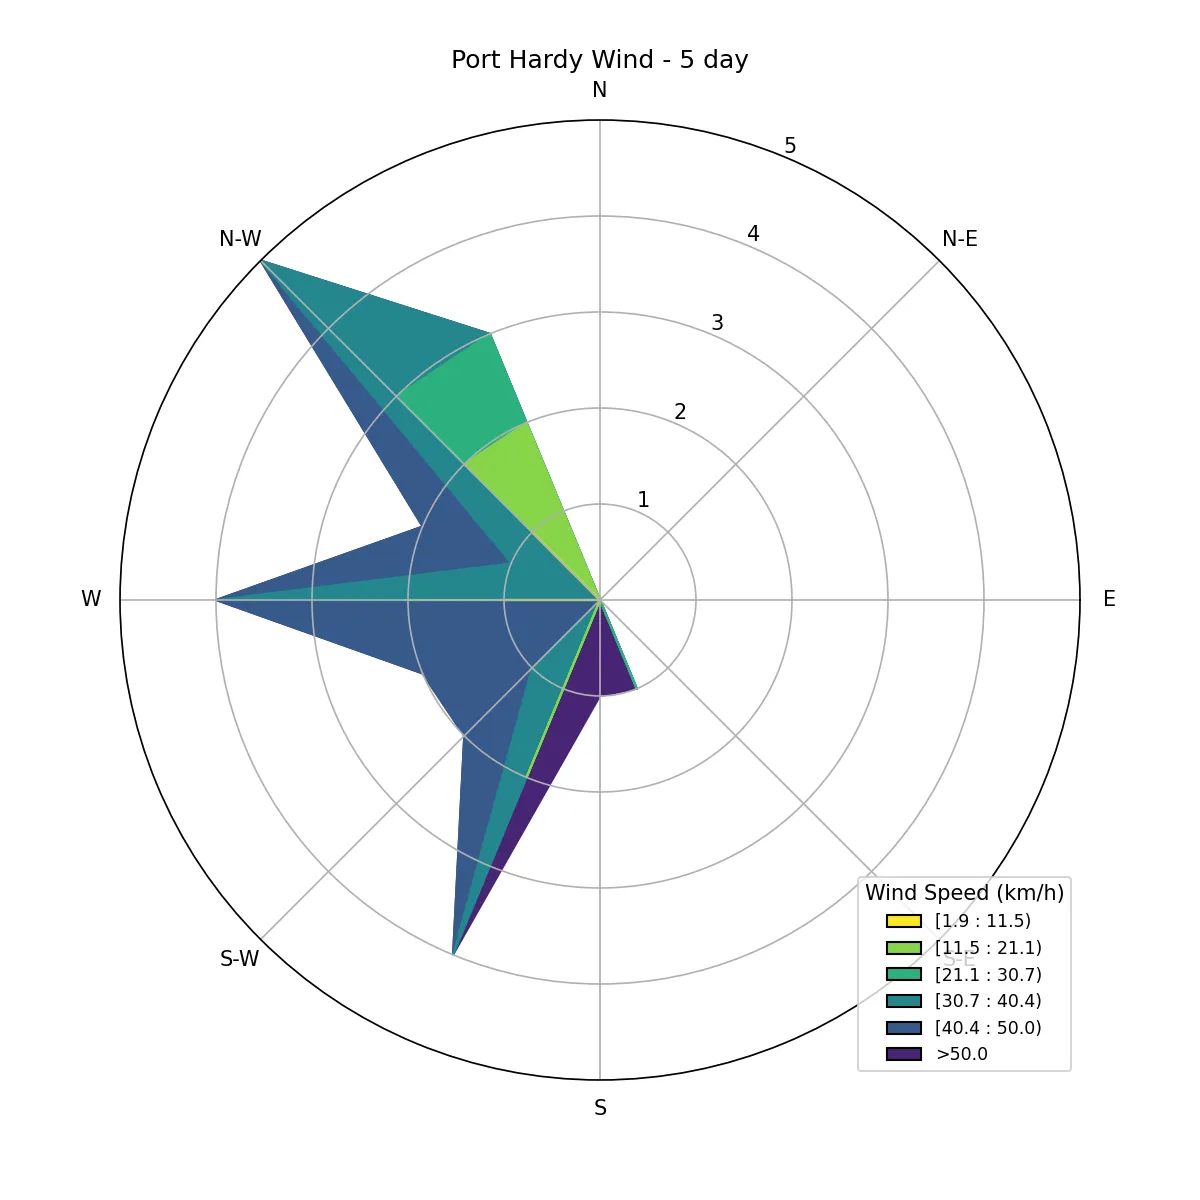 Port Hardy Wind - 5 day
N
5
4
N-W
N-E
3
2
1
W
E
Wind Speed (km/h)
[1.9 : 11.5)
[11.5 : 21.1)
S-W
S-E
[21.1 : 30.7)
[30.7 : 40.4)
[40.4 : 50.0)
>50.0
S